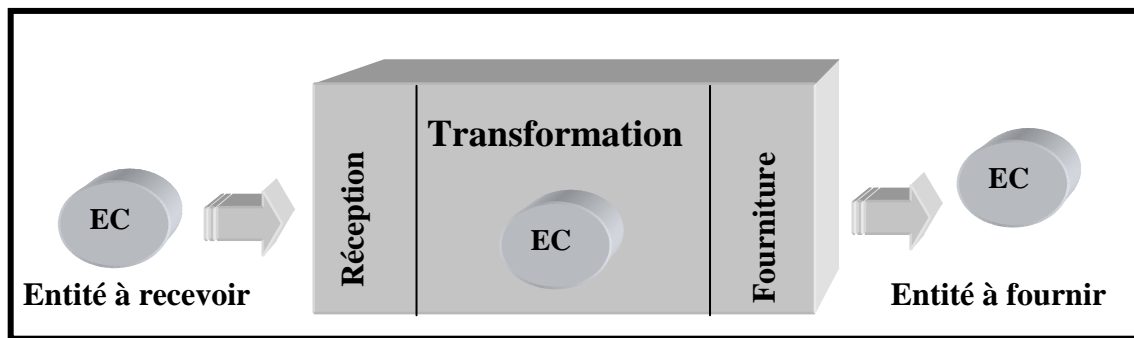 EC
Entité à recevoir
Réception
Transformation
EC
Fourniture
EC
Entité à fournir